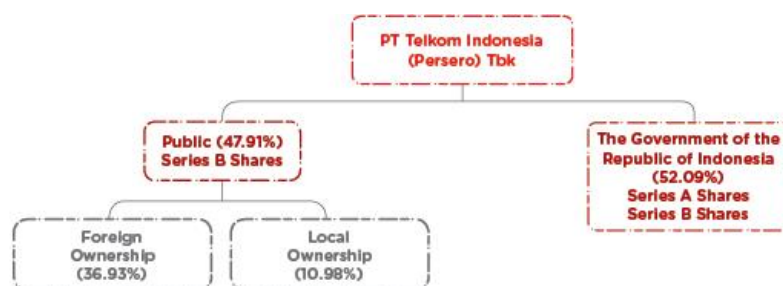 PT Telkom Indonesia
(Persero) Tbk
Public (47.91%)
Series B Shares
The Government of the
Republic of Indonesia
(52.09%)
Series A Shares
Series B Shares
Foreign
Ownership
(36.93%)
Local
Ownership
(10.98%)